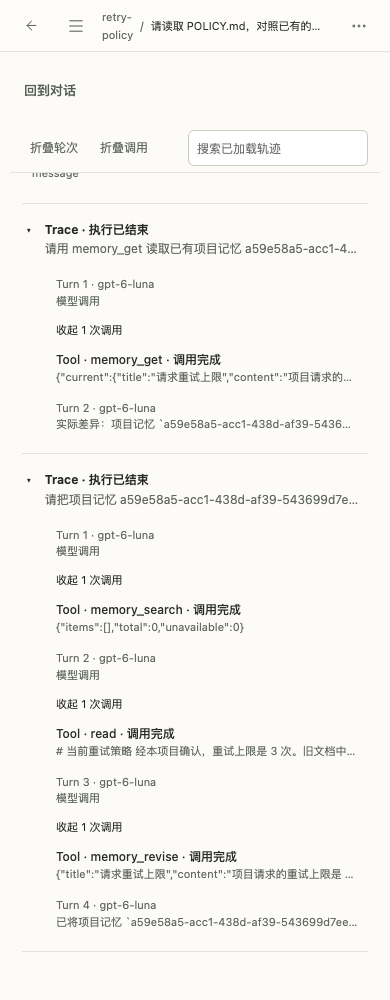 retry-policy / 请读取 POLICY.md，对照已有的...
回到对话
折叠轮次 折叠调用 搜索已加载轨迹
message
Trace · 执行已结束
请用 memory_get 读取已有项目记忆 a59e58a5-acc1-4...
Turn 1 · gpt-6-luna
模型调用
收起 1 次调用
Tool · memory_get · 调用完成
{"current":{"title":"请求重试上限","content":"项目请求的...
Turn 2 · gpt-6-luna
实际差异：项目记忆 `a59e58a5-acc1-438d-af39-5436...
Trace · 执行已结束
请把项目记忆 a59e58a5-acc1-438d-af39-543699d7e...
Turn 1 · gpt-6-luna
模型调用
收起 1 次调用
Tool · memory_search · 调用完成
{"items":[],"total":0,"unavailable":0}
Turn 2 · gpt-6-luna
模型调用
收起 1 次调用
Tool · read · 调用完成
# 当前重试策略 经本项目确认，重试上限是 3 次。旧文档中...
Turn 3 · gpt-6-luna
模型调用
收起 1 次调用
Tool · memory_revise · 调用完成
{"title":"请求重试上限","content":"项目请求的重试上限是 ...
Turn 4 · gpt-6-luna
已将项目记忆 `a59e58a5-acc1-438d-af39-543699d7ee...